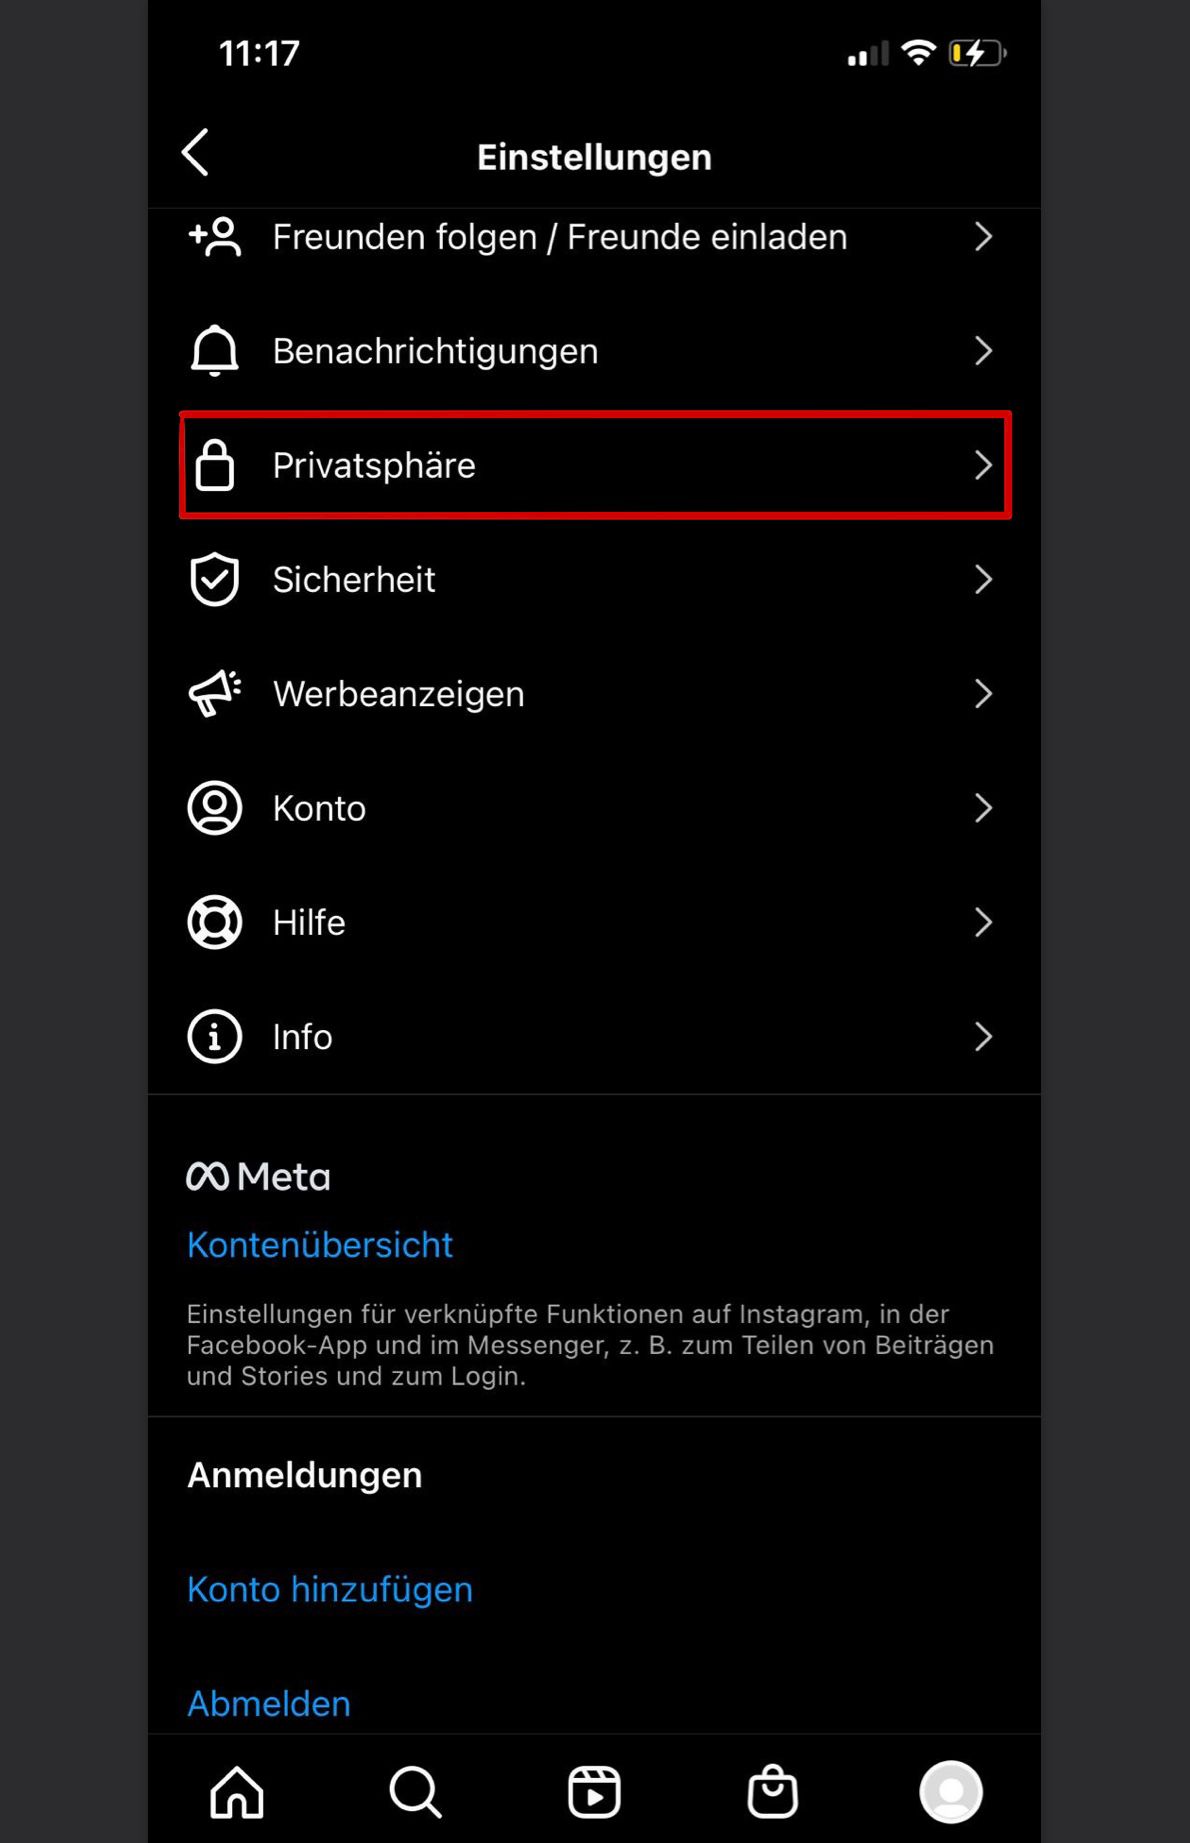 11:17
Einstellungen
Freunden folgen / Freunde einladen
Benachrichtigungen
Privatsphäre
Sicherheit
Werbeanzeigen
Konto
Hilfe
Info
Meta
Kontenübersicht
Einstellungen für verknüpfte Funktionen auf Instagram, in der
Facebook-App und im Messenger, z. B. zum Teilen von Beiträgen
und Stories und zum Login.
Anmeldungen
Konto hinzufügen
Abmelden